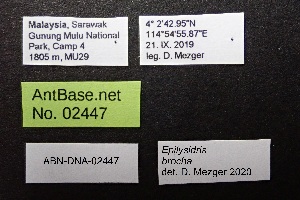 Malaysia, Sarawak
Gunung Mulu National
Park, Camp 4
1805 m, MU29
4° 2'42.95"N
114°54'55.87"E
21. IX. 2019
leg. D. Mezger
AntBase.net
No. 02447
ABN-DNA-02447
Epilysidris
brocha
det. D. Mezger 2020